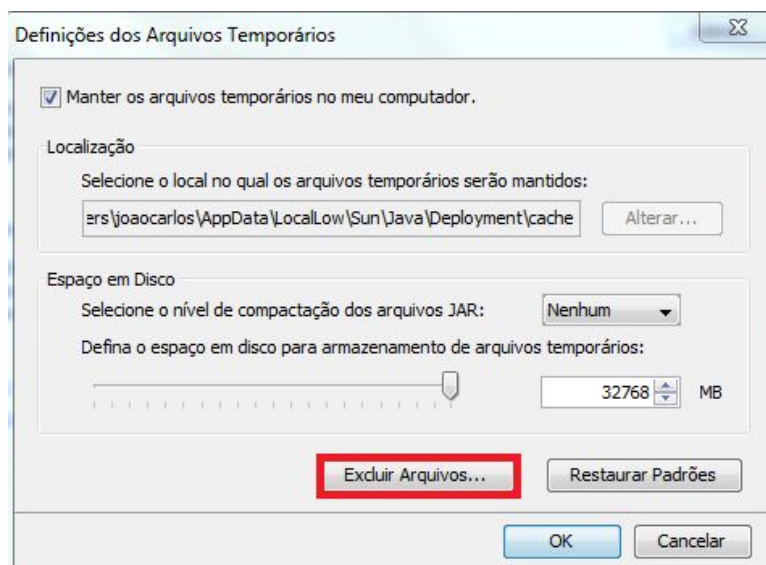 Definições dos Arquivos Temporários
Manter os arquivos temporários no meu computador.
Localização
Selecione o local no qual os arquivos temporários serão mantidos:
ers\joaocarlos\AppData\LocalLow\Sun\Java\Deployment\cache
Alterar...
Espaço em Disco
Selecione o nível de compactação dos arquivos JAR:
Nenhum
Defina o espaço em disco para armazenamento de arquivos temporários:
32768 MB
Excluir Arquivos...
Restaurar Padrões
OK
Cancelar